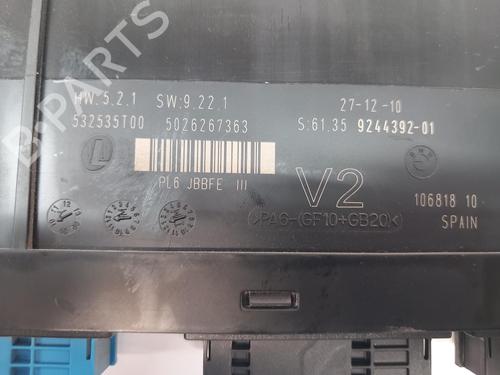 B-PARTS
HW:5.2.1 SW:9.22.1 27-12-10
532535T00 5026267363 S:61.35 9244392-01
PL6 JBBFE III
V2
106818 10
SPAIN
>PA6-(GF10+GB20)<